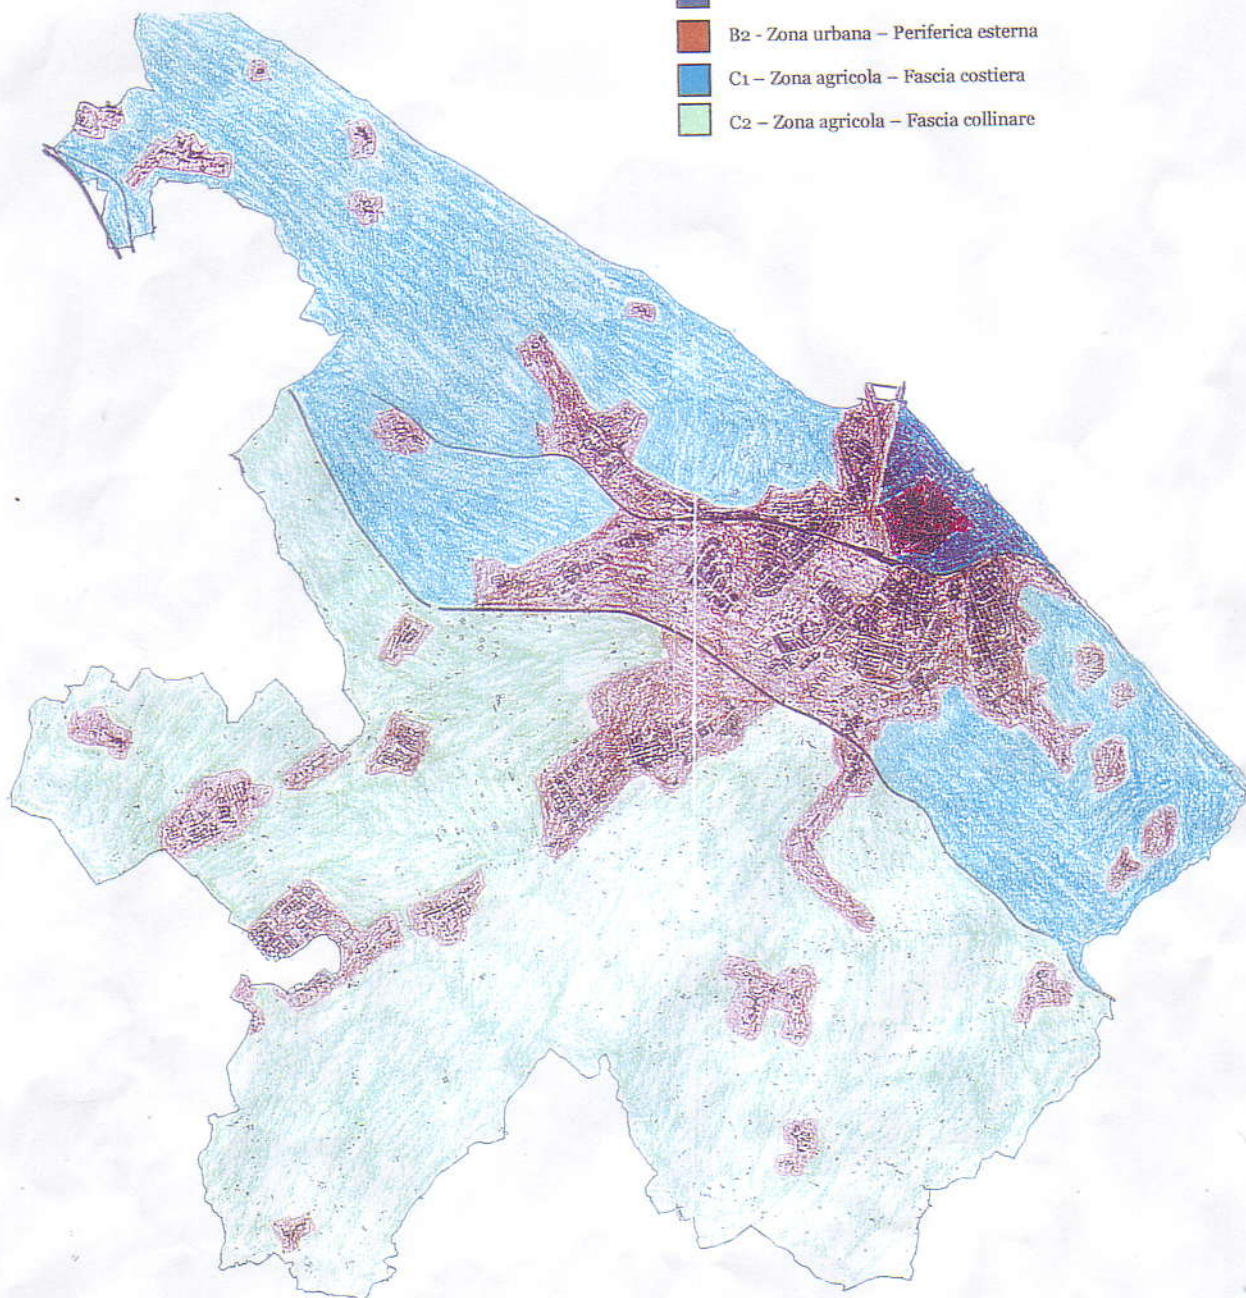 B2 - Zona urbana – Periferica esterna
C1 – Zona agricola – Fascia costiera
C2 – Zona agricola – Fascia collinare